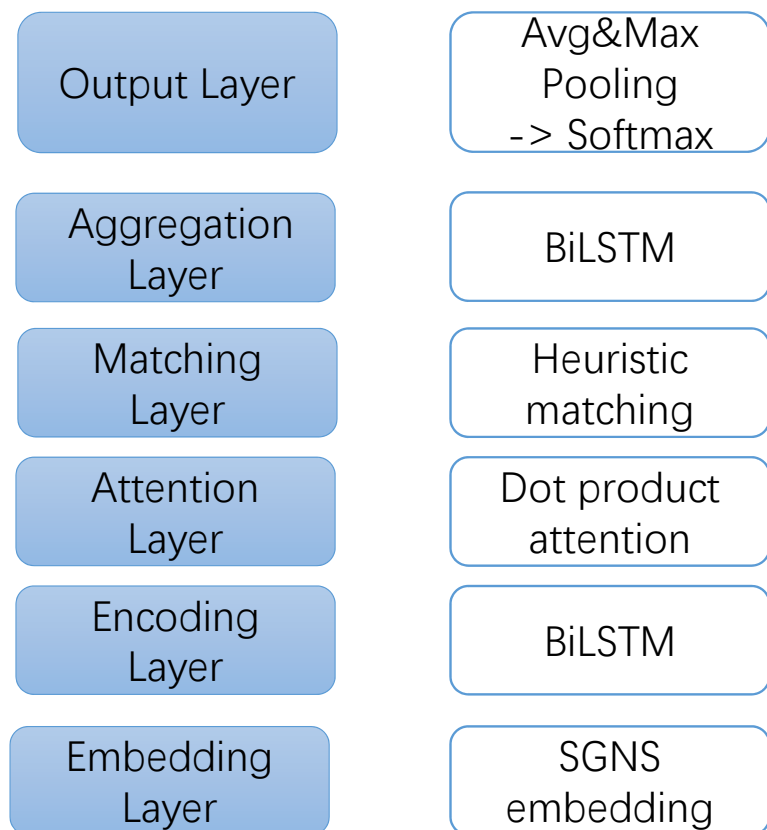 Output Layer
Avg&Max
Pooling
-> Softmax
Aggregation
Layer
BiLSTM
Matching
Layer
Heuristic
matching
Attention
Layer
Dot product
attention
Encoding
Layer
BiLSTM
Embedding
Layer
SGNS
embedding